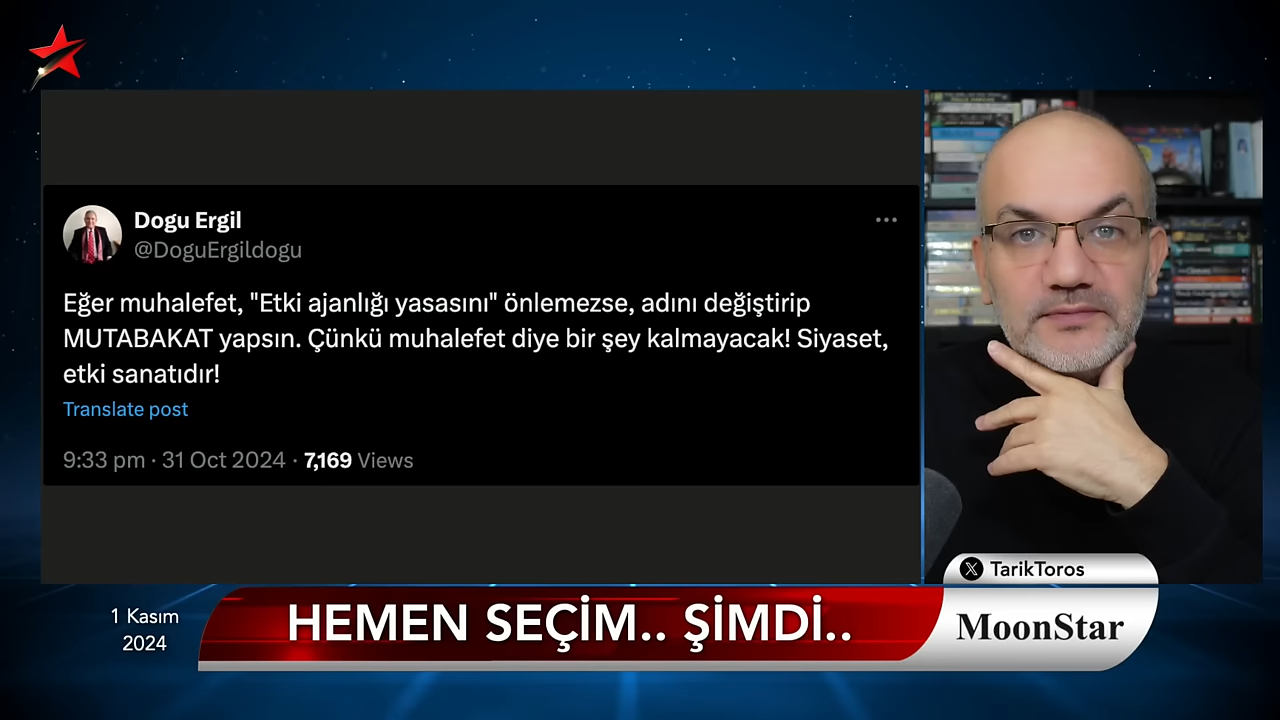 Dogu Ergil
@DoguErgildogu
Eğer muhalefet, "Etki ajanlığı yasasını" önlemezse, adını değiştirip
MUTABAKAT yapsın. Çünkü muhalefet diye bir şey kalmayacak! Siyaset,
etki sanatıdır!
Translate post
9:33 pm · 31 Oct 2024 · 7,169 Views
TarikToros
1 Kasım
2024
HEMEN SEÇİM.. ŞİMDİ..
MoonStar